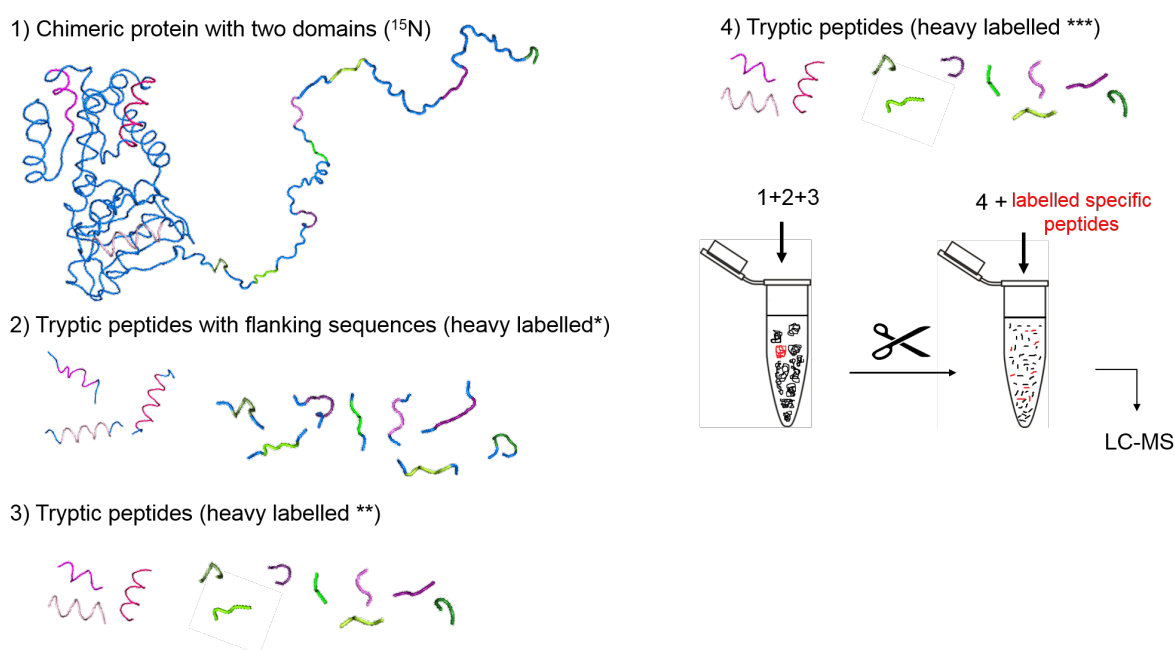 1) Chimeric protein with two domains (¹⁵N)
2) Tryptic peptides with flanking sequences (heavy labelled*)
3) Tryptic peptides (heavy labelled **)
4) Tryptic peptides (heavy labelled ***)
1+2+3
4 + labelled specific
peptides
LC-MS